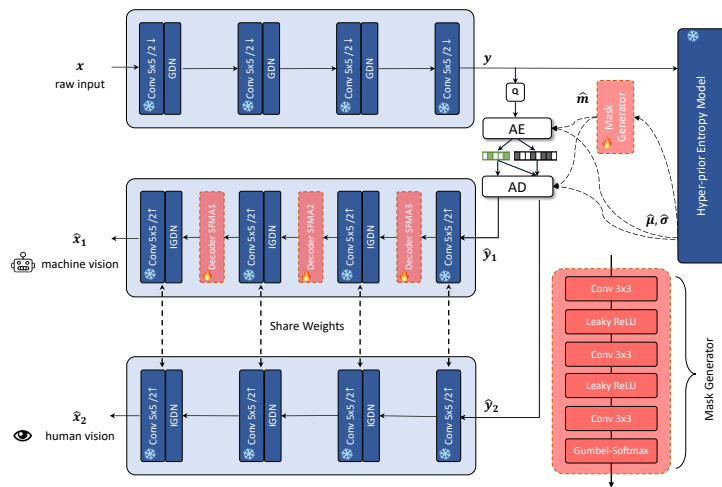 x
raw input
Conv 5x5 /2↓
GDN
Conv 5x5 /2↓
GDN
Conv 5x5 /2↓
GDN
Conv 5x5 /2↓
y
Q
AE
AD
m̂
Mask Generator
Hyper-prior Entropy Model
μ̂, σ̂
x̂₁
machine vision
Conv 5x5 /2↑
IGDN
Decoder SFMA1
Conv 5x5 /2↑
IGDN
Decoder SFMA2
Conv 5x5 /2↑
IGDN
Decoder SFMA3
Conv 5x5 /2↑
ŷ₁
Share Weights
x̂₂
human vision
Conv 5x5 /2↑
IGDN
Conv 5x5 /2↑
IGDN
Conv 5x5 /2↑
IGDN
Conv 5x5 /2↑
ŷ₂
Conv 3x3
Leaky ReLU
Conv 3x3
Leaky ReLU
Conv 3x3
Gumbel-Softmax
Mask Generator